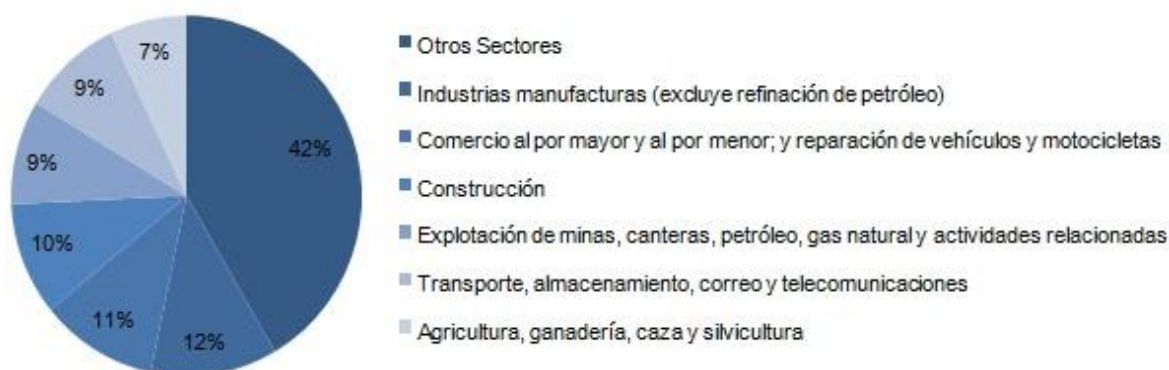 7%
9%
9%
10%
11%
12%
42%
Otros Sectores
Industrias manufacturas (excluye refinación de petróleo)
Comercio al por mayor y al por menor; y reparación de vehículos y motocicletas
Construcción
Explotación de minas, canteras, petróleo, gas natural y actividades relacionadas
Transporte, almacenamiento, correo y telecomunicaciones
Agricultura, ganadería, caza y silvicultura